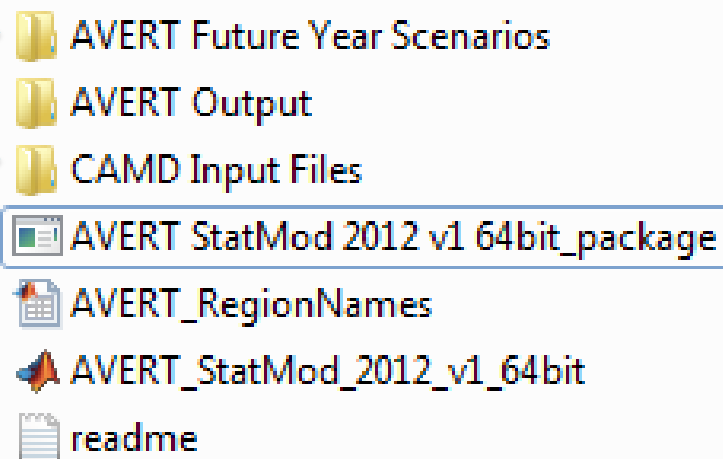 AVERT Future Year Scenarios
AVERT Output
CAMD Input Files
AVERT StatMod 2012 v1 64bit_package
AVERT_RegionNames
AVERT_StatMod_2012_v1_64bit
readme